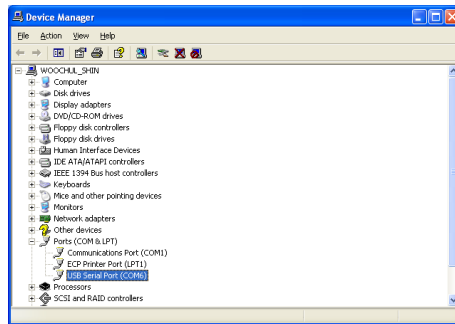 Device Manager
File Action View Help
WOOCHUL_SHIN
Computer
Disk drives
Display adapters
DVD/CD-ROM drives
Floppy disk controllers
Floppy disk drives
Human Interface Devices
IDE ATA/ATAPI controllers
IEEE 1394 Bus host controllers
Keyboards
Mice and other pointing devices
Monitors
Network adapters
Other devices
Ports (COM & LPT)
Communications Port (COM1)
ECP Printer Port (LPT1)
USB Serial Port (COM6)
Processors
SCSI and RAID controllers